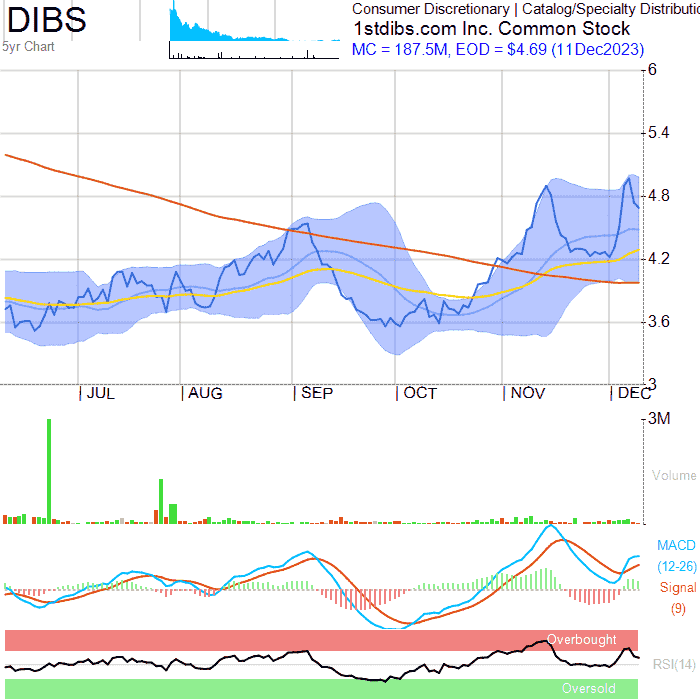 DIBS
5yr Chart
Consumer Discretionary | Catalog/Specialty Distributio
1stdibs.com Inc. Common Stock
MC = 187.5M, EOD = $4.69 (11Dec2023)
6
5.4
4.8
4.2
3.6
3
JUL AUG SEP OCT NOV DEC
3M
Volume
MACD
(12-26)
Signal
(9)
Overbought
RSI(14)
Oversold